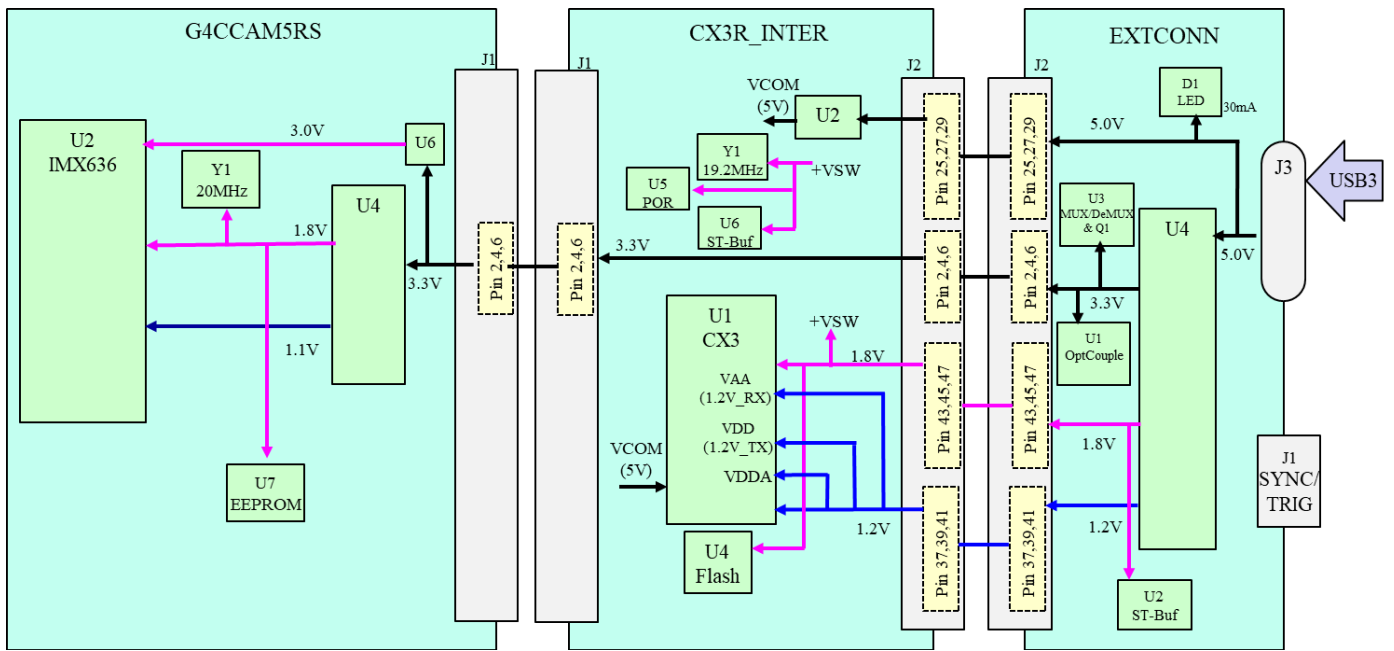 G4CCAM5RS
J1
U2
IMX636
3.0V
U6
Y1
20MHz
U4
1.8V
3.3V
1.1V
U7
EEPROM
Pin 2,4,6
CX3R_INTER
J1
J2
VCOM
(5V)
U2
Y1
19.2MHz
+VSW
U5
POR
U6
ST-Buf
3.3V
Pin 2,4,6
U1
CX3
+VSW
1.8V
VAA
(1.2V_RX)
VDD
(1.2V_TX)
VCOM
(5V)
VDDA
1.2V
U4
Flash
Pin 25,27,29
Pin 2,4,6
Pin 43,45,47
Pin 37,39,41
EXTCONN
J2
D1
LED
30mA
5.0V
J3
USB3
U3
MUX/DeMUX
& Q1
U4
5.0V
3.3V
U1
OptCouple
1.8V
J1
SYNC/
TRIG
1.2V
U2
ST-Buf
Pin 25,27,29
Pin 2,4,6
Pin 43,45,47
Pin 37,39,41